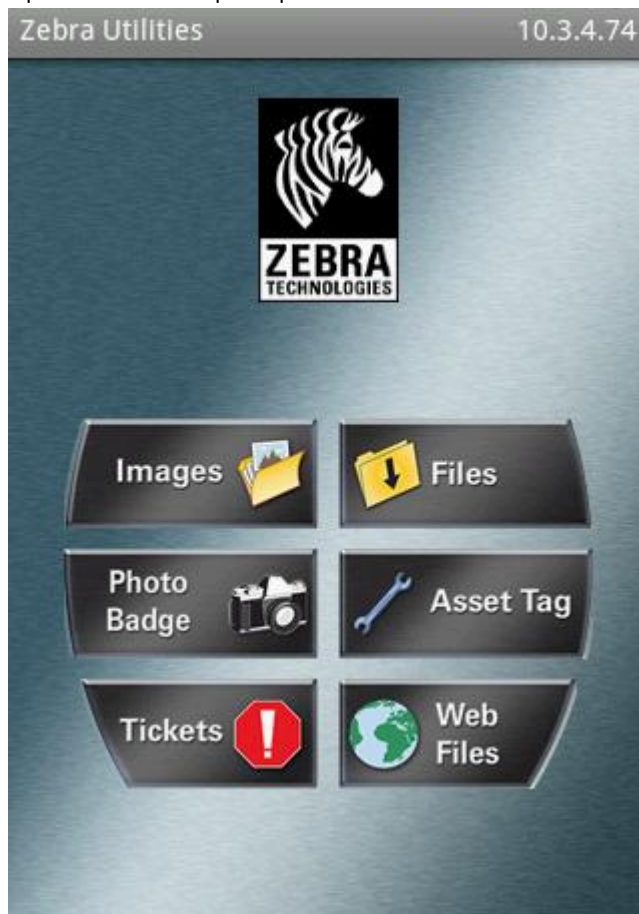 Zebra Utilities 10.3.4.74
ZEBRA
TECHNOLOGIES
Images
Files
Photo
Badge
Asset Tag
Tickets
Web
Files